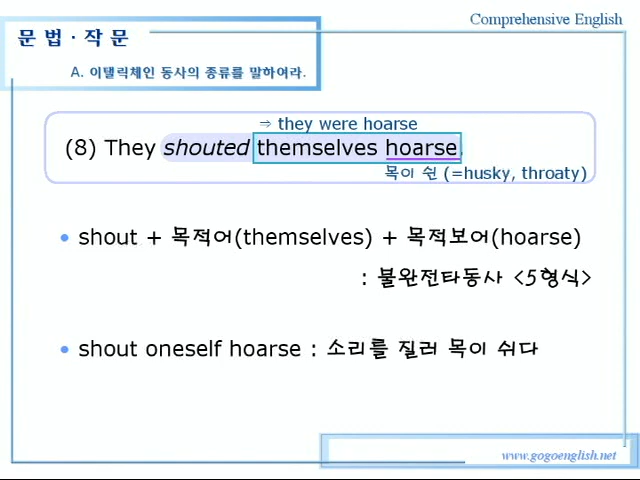 Comprehensive English
문 법 · 작 문
A. 이탤릭체인 동사의 종류를 말하여라.
⇒ they were hoarse
(8) They shouted themselves hoarse.
목이 쉰 (=husky, throaty)
• shout + 목적어(themselves) + 목적보어(hoarse)
: 불완전타동사 <5형식>
• shout oneself hoarse : 소리를 질러 목이 쉬다
www.gogoenglish.net